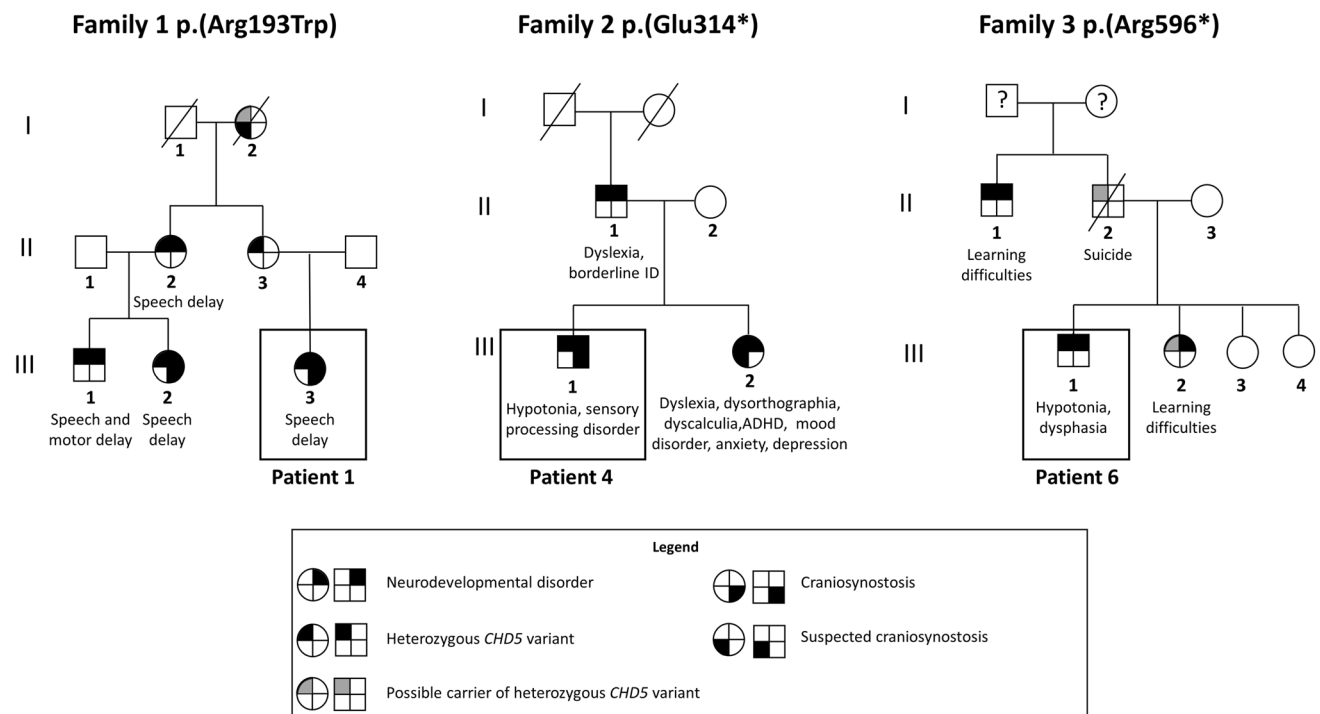 Family 1 p.(Arg193Trp)
I
1
2
II
1
2
3
4
Speech delay
III
1
2
3
Speech and
motor delay
Speech
delay
Speech
delay
Patient 1
Family 2 p.(Glu314*)
I
II
1
2
Dyslexia,
borderline ID
III
1
2
Hypotonia, sensory
processing disorder
Dyslexia, dysorthographia,
dyscalculia,ADHD, mood
disorder, anxiety, depression
Patient 4
Family 3 p.(Arg596*)
I
?
?
II
1
2
3
Learning
difficulties
Suicide
III
1
2
3
4
Hypotonia,
dysphasia
Learning
difficulties
Patient 6
Legend
Neurodevelopmental disorder
Heterozygous CHD5 variant
Possible carrier of heterozygous CHD5 variant
Craniosynostosis
Suspected craniosynostosis